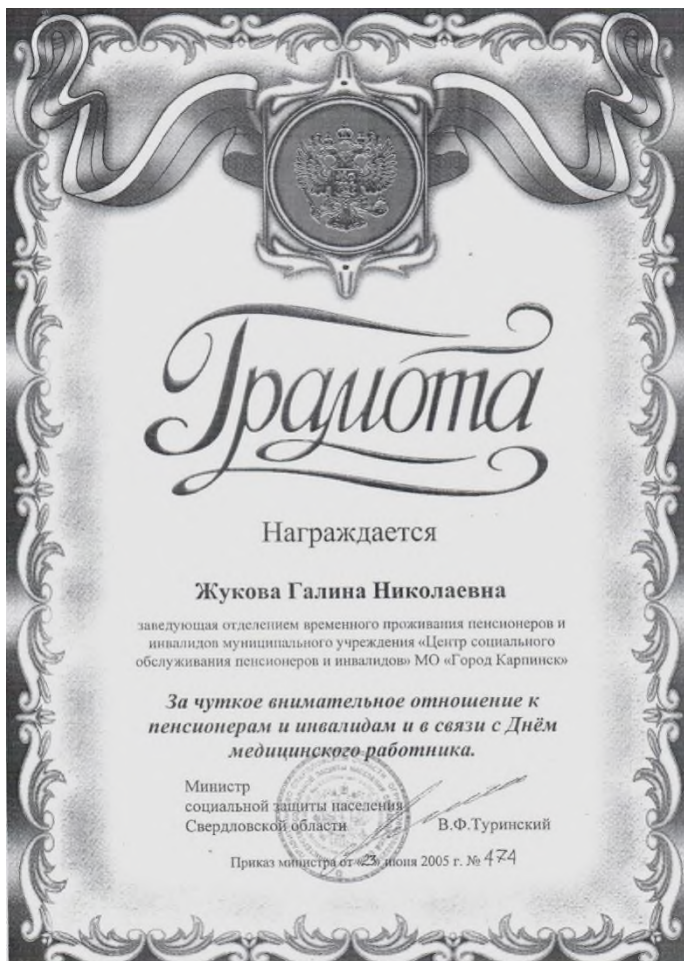 Грамота
Награждается
Жукова Галина Николаевна
заведующая отделением временного проживания пенсионеров и
инвалидов муниципального учреждения «Центр социального
обслуживания пенсионеров и инвалидов» МО «Город Карпинск»
За чуткое внимательное отношение к
пенсионерам и инвалидам и в связи с Днём
медицинского работника.
Министр
социальной защиты населения
Свердловской области В.Ф.Туринский
Приказ министра от «23» июня 2005 г. № 474